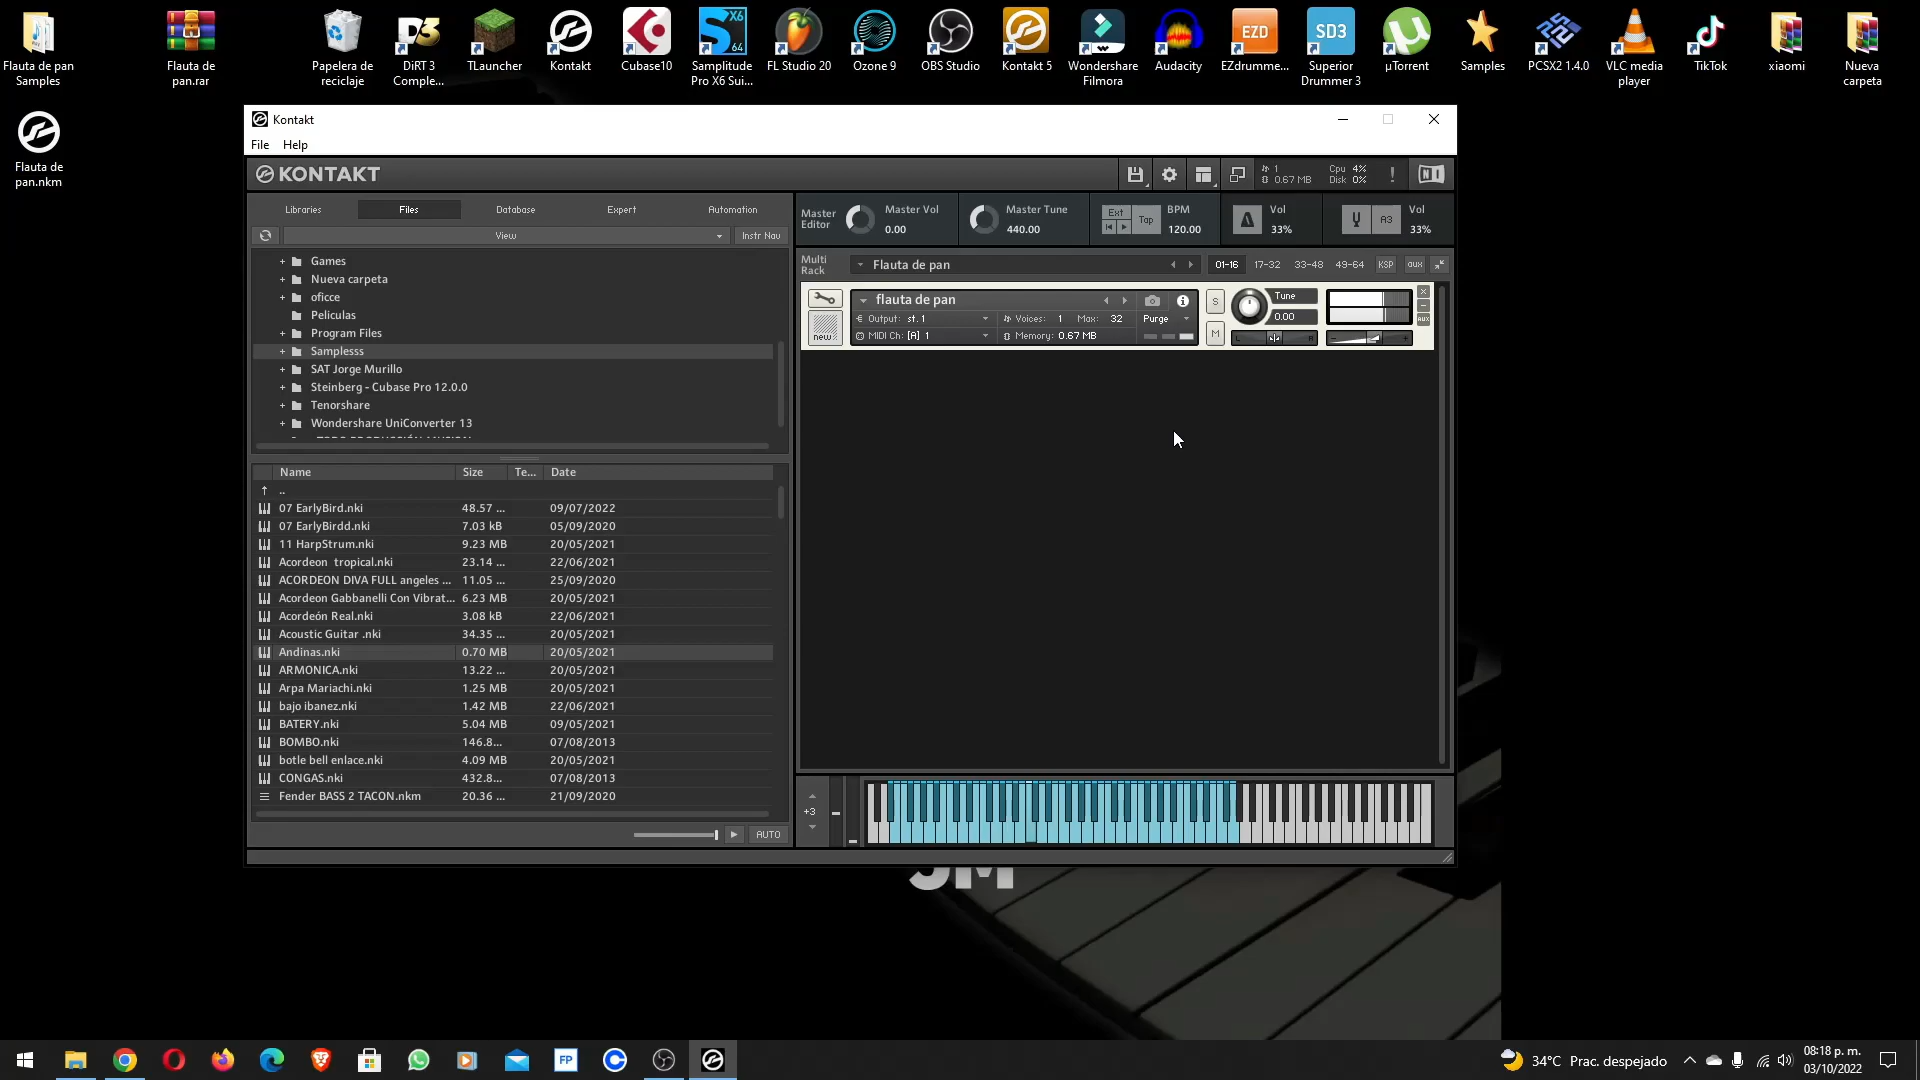 Flauta de pan Samples
Flauta de pan.rar
Papelera de reciclaje
DiRT 3 Comple...
TLauncher
Kontakt
Cubase10
Samplitude Pro X6 Sui...
FL Studio 20
Ozone 9
OBS Studio
Kontakt 5
Wondershare Filmora
Audacity
EZdrumme...
Superior Drummer 3
µTorrent
Samples
PCSX2 1.4.0
VLC media player
TikTok
xiaomi
Nueva carpeta
Flauta de pan.nkm
Kontakt
File Help
KONTAKT
1
0.67 MB
Cpu 4%
Disk 0%
!
Libraries Files Database Expert Automation
View Instr Nav
Games
Nueva carpeta
oficce
Peliculas
Program Files
Samplesss
SAT Jorge Murillo
Steinberg - Cubase Pro 12.0.0
Tenorshare
Wondershare UniConverter 13
Name Size Te... Date
..
07 EarlyBird.nki 48.57 ... 09/07/2022
07 EarlyBirdd.nki 7.03 kB 05/09/2020
11 HarpStrum.nki 9.23 MB 20/05/2021
Acordeon tropical.nki 23.14 ... 22/06/2021
ACORDEON DIVA FULL angeles ... 11.05 ... 25/09/2020
Acordeon Gabbanelli Con Vibrat... 6.23 MB 20/05/2021
Acordeón Real.nki 3.08 kB 22/06/2021
Acoustic Guitar .nki 34.35 ... 20/05/2021
Andinas.nki 0.70 MB 20/05/2021
ARMONICA.nki 13.22 ... 20/05/2021
Arpa Mariachi.nki 1.25 MB 20/05/2021
bajo ibanez.nki 1.42 MB 22/06/2021
BATERY.nki 5.04 MB 09/05/2021
BOMBO.nki 146.8... 07/08/2013
botle bell enlace.nki 4.09 MB 20/05/2021
CONGAS.nki 432.8... 07/08/2013
Fender BASS 2 TACON.nkm 20.36 ... 21/09/2020
AUTO
Master Editor
Master Vol
0.00
Master Tune
440.00
Ext Tap
BPM
120.00
Vol
33%
A3
Vol
33%
Multi Rack
Flauta de pan
01-16 17-32 33-48 49-64 KSP aux
flauta de pan
Output: st.1 Voices: 1 Max: 32 Purge
MIDI Ch: [A] 1 Memory: 0.67 MB
new
S
M
Tune
0.00
L R
- +
AUX
+3
34°C Prac. despejado
08:18 p. m.
03/10/2022